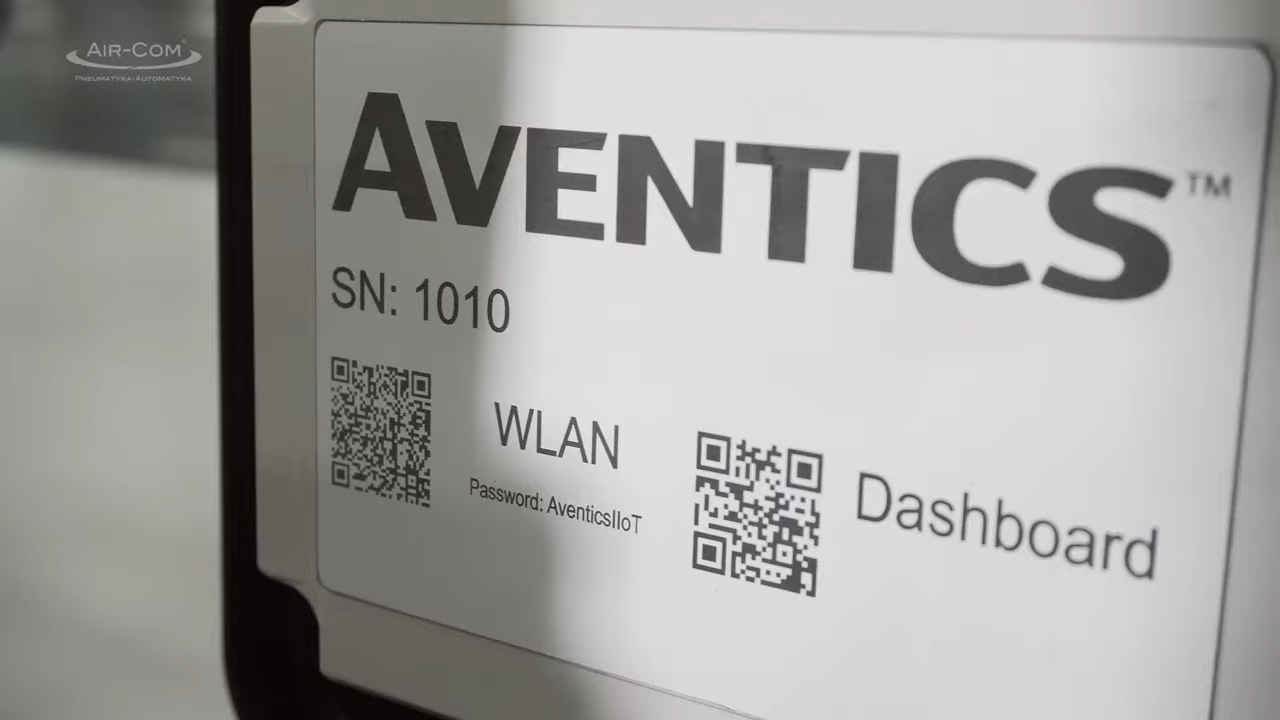 AIR-COM®
PNEUMATYKA-AUTOMATYKA
AVENTICS™
SN: 1010
WLAN
Password: AventicsIIoT
Dashboard